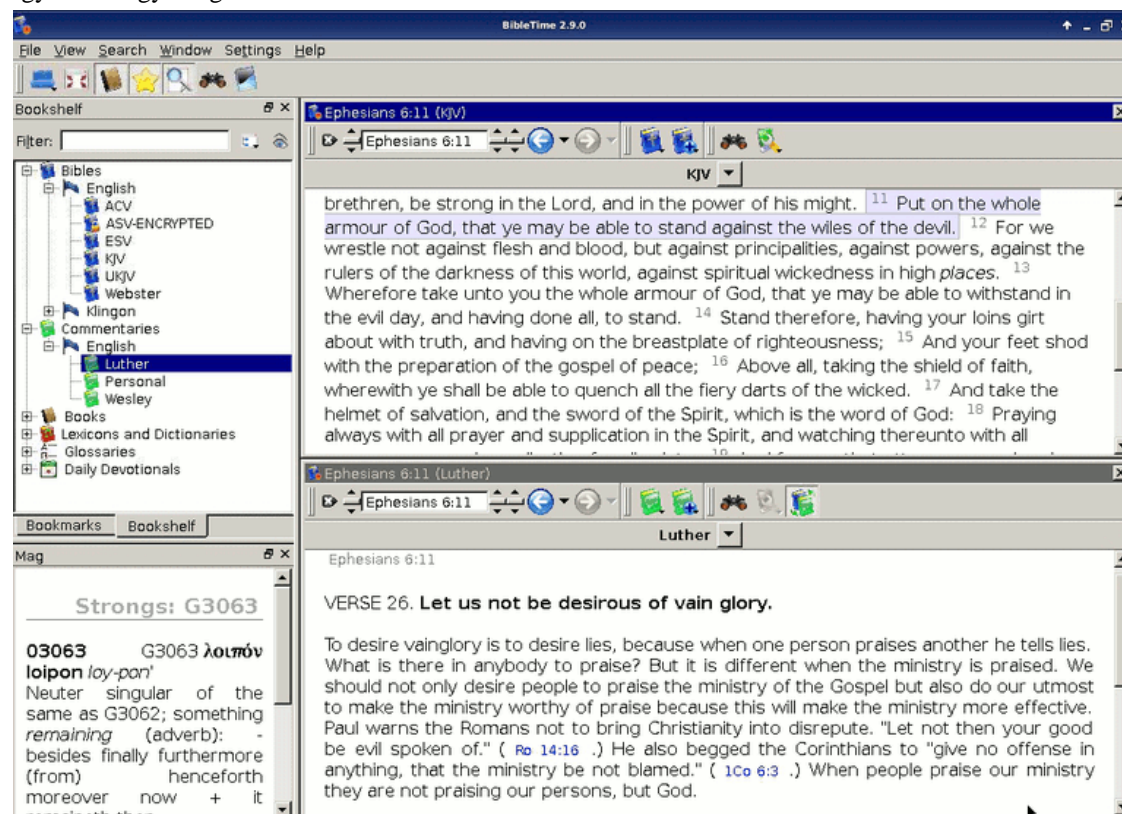 BibleTime 2.9.0
File View Search Window Settings Help
Bookshelf
Filter:
Bibles
English
ACV
ASV-ENCRYPTED
ESV
KJV
UKJV
Webster
Klingon
Commentaries
English
Luther
Personal
Wesley
Books
Lexicons and Dictionaries
Glossaries
Daily Devotionals
Bookmarks Bookshelf
Mag
Strongs: G3063
03063 G3063 λοιπόν
loipon loy-pon'
Neuter singular of the
same as G3062; something
remaining (adverb): -
besides finally furthermore
(from) henceforth
moreover now + it
Ephesians 6:11 (KJV)
Ephesians 6:11
KJV
brethren, be strong in the Lord, and in the power of his might. 11 Put on the whole
armour of God, that ye may be able to stand against the wiles of the devil. 12 For we
wrestle not against flesh and blood, but against principalities, against powers, against the
rulers of the darkness of this world, against spiritual wickedness in high places. 13
Wherefore take unto you the whole armour of God, that ye may be able to withstand in
the evil day, and having done all, to stand. 14 Stand therefore, having your loins girt
about with truth, and having on the breastplate of righteousness; 15 And your feet shod
with the preparation of the gospel of peace; 16 Above all, taking the shield of faith,
wherewith ye shall be able to quench all the fiery darts of the wicked. 17 And take the
helmet of salvation, and the sword of the Spirit, which is the word of God: 18 Praying
always with all prayer and supplication in the Spirit, and watching thereunto with all
Ephesians 6:11 (Luther)
Ephesians 6:11
Luther
Ephesians 6:11
VERSE 26. Let us not be desirous of vain glory.
To desire vainglory is to desire lies, because when one person praises another he tells lies.
What is there in anybody to praise? But it is different when the ministry is praised. We
should not only desire people to praise the ministry of the Gospel but also do our utmost
to make the ministry worthy of praise because this will make the ministry more effective.
Paul warns the Romans not to bring Christianity into disrepute. "Let not then your good
be evil spoken of." ( Ro 14:16 .) He also begged the Corinthians to "give no offense in
anything, that the ministry be not blamed." ( 1Co 6:3 .) When people praise our ministry
they are not praising our persons, but God.